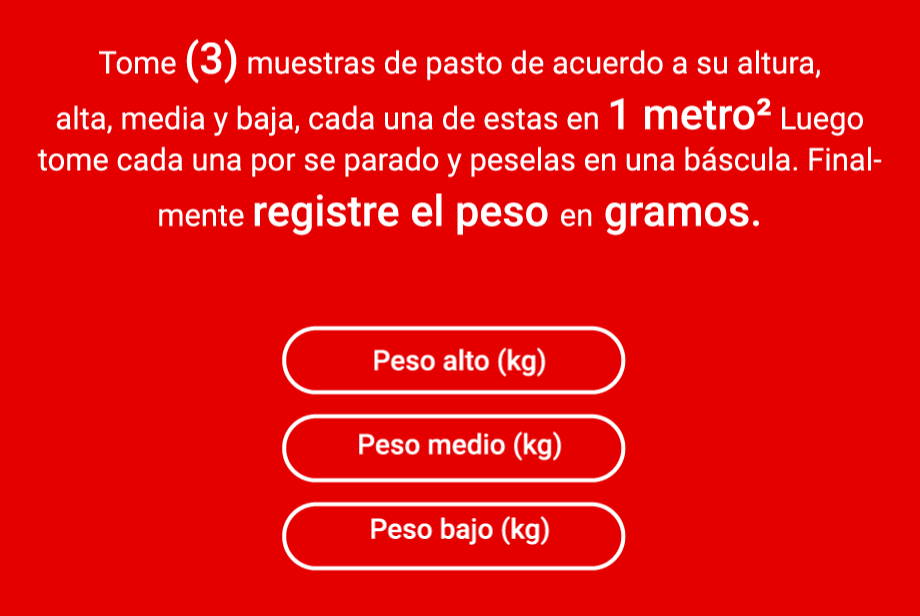 Tome (3) muestras de pasto de acuerdo a su altura,
alta, media y baja, cada una de estas en 1 metro² Luego
tome cada una por se parado y peselas en una báscula. Final-
mente registre el peso en gramos.
Peso alto (kg)
Peso medio (kg)
Peso bajo (kg)